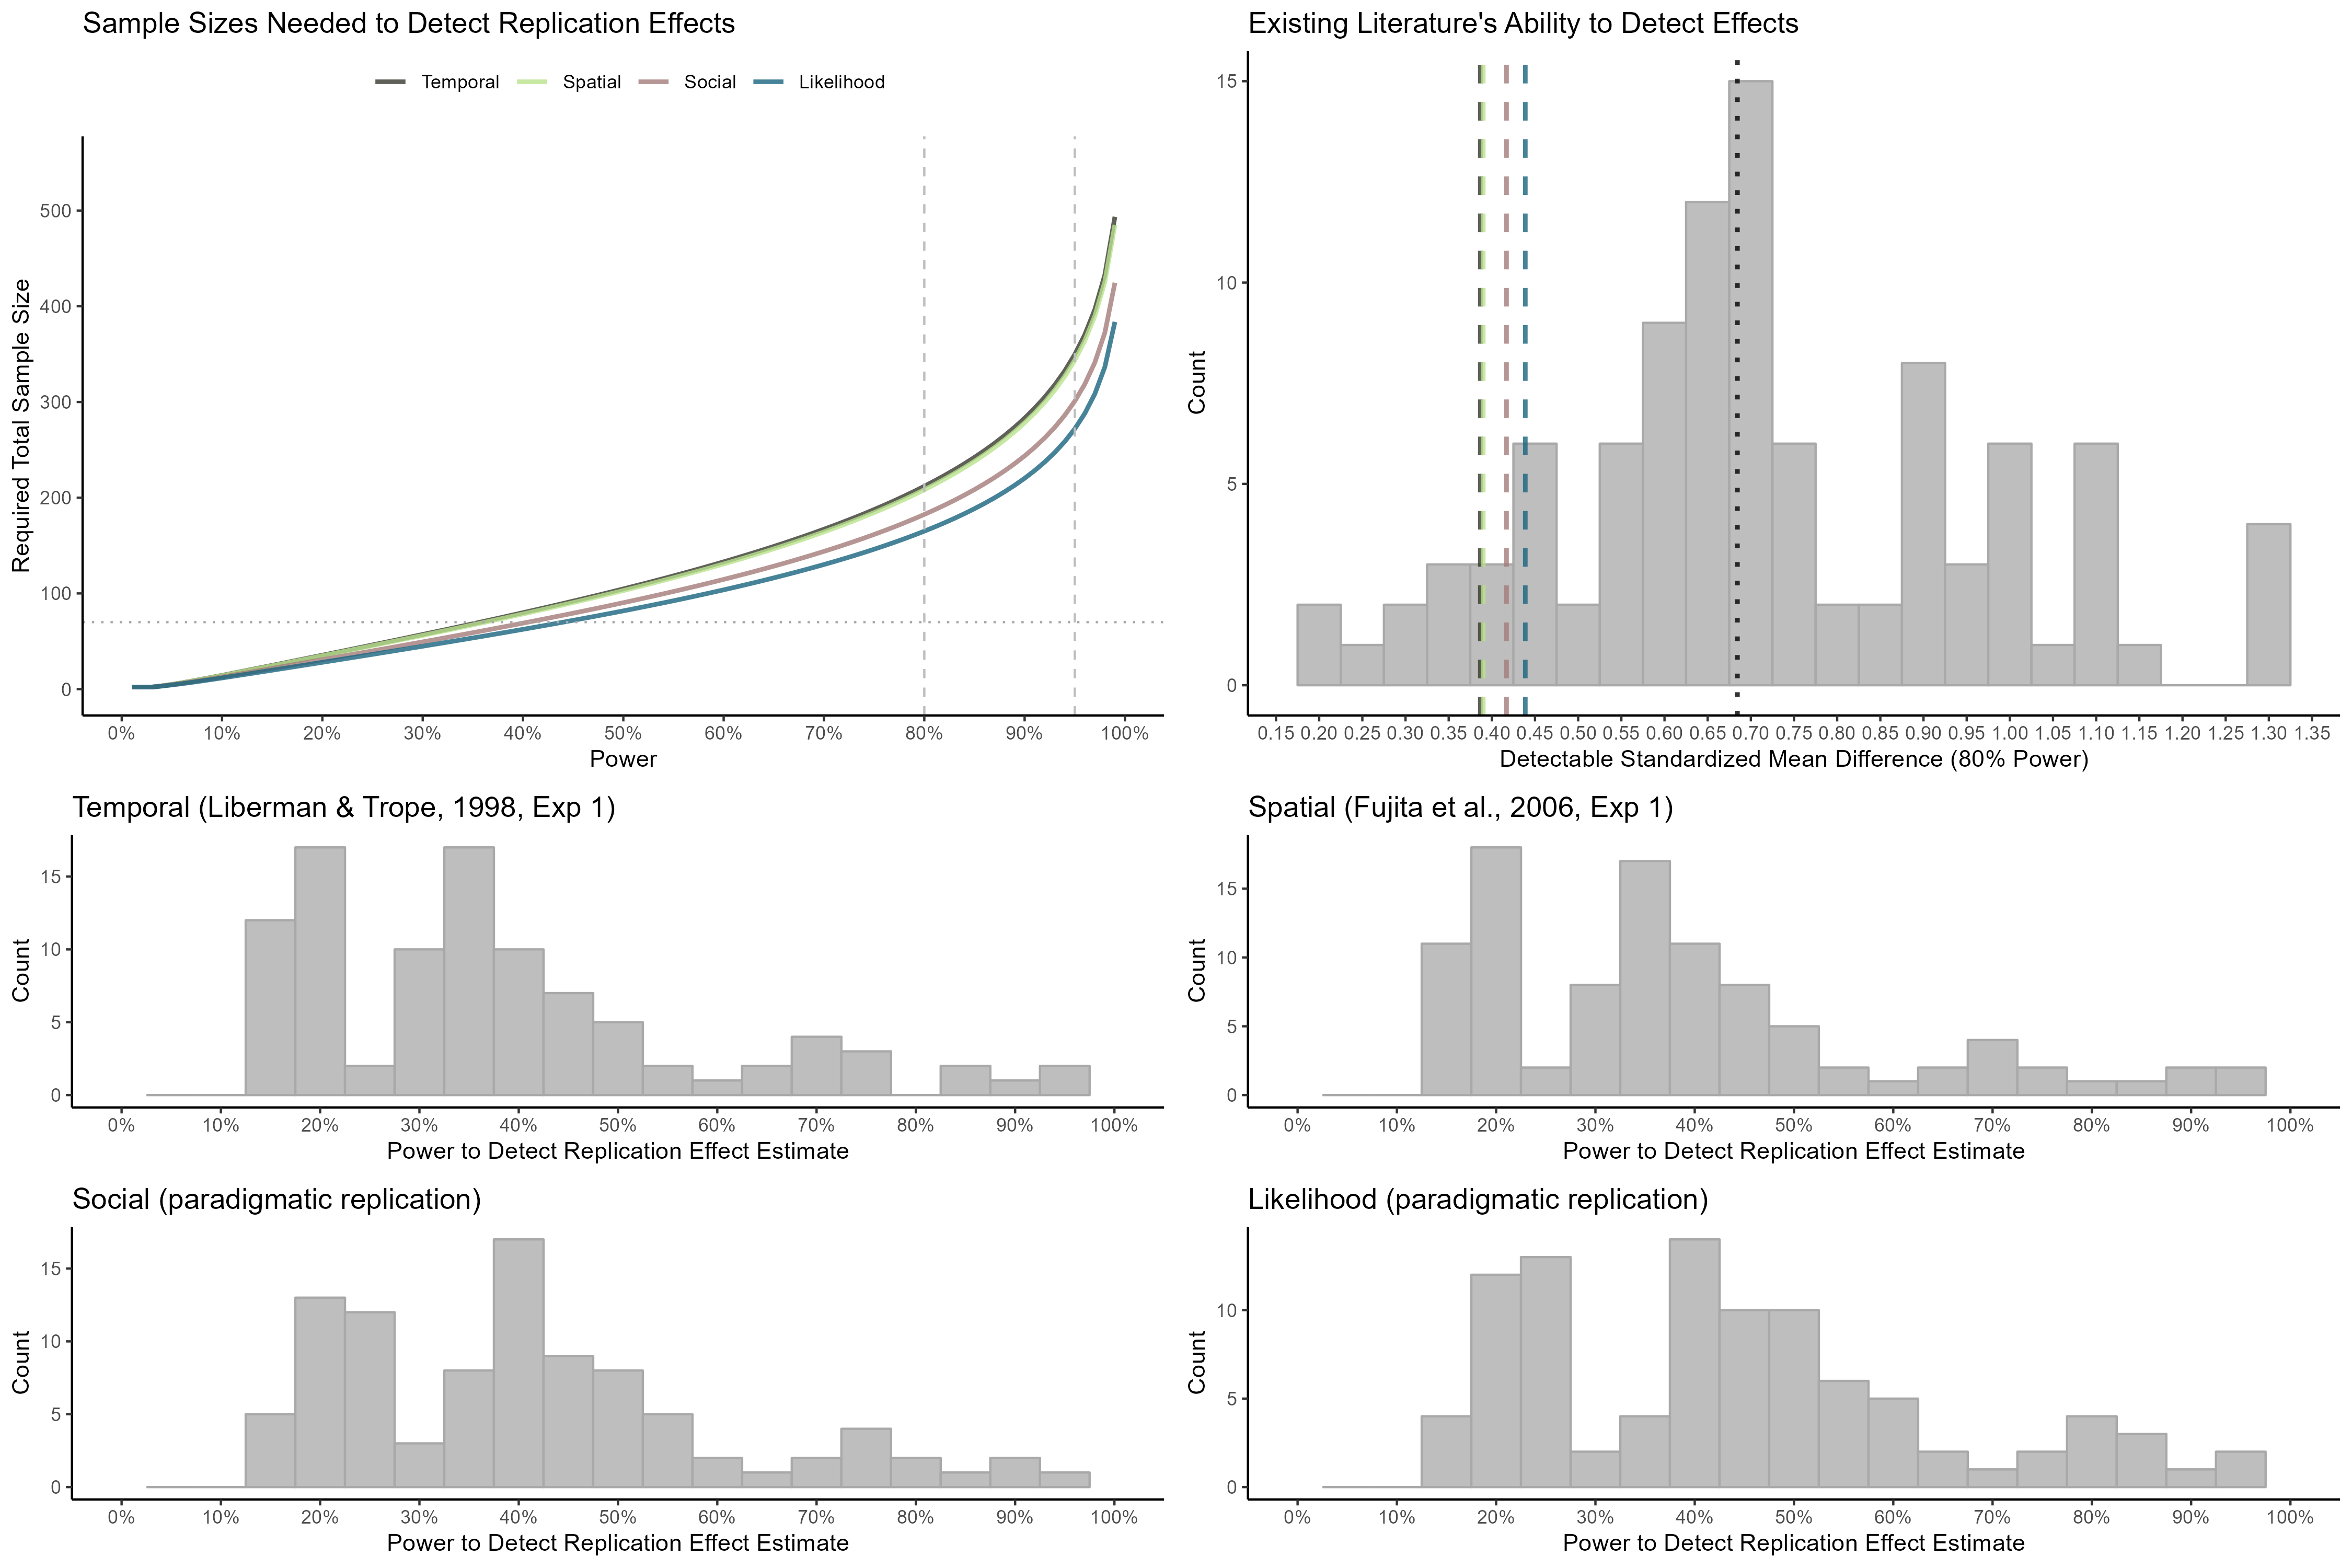 Sample Sizes Needed to Detect Replication Effects
Temporal Spatial Social Likelihood
Required Total Sample Size
500
400
300
200
100
0
0% 10% 20% 30% 40% 50% 60% 70% 80% 90% 100%
Power
Existing Literature's Ability to Detect Effects
Count
15
10
5
0
0.15 0.20 0.25 0.30 0.35 0.40 0.45 0.50 0.55 0.60 0.65 0.70 0.75 0.80 0.85 0.90 0.95 1.00 1.05 1.10 1.15 1.20 1.25 1.30 1.35
Detectable Standardized Mean Difference (80% Power)
Temporal (Liberman & Trope, 1998, Exp 1)
Count
15
10
5
0
0% 10% 20% 30% 40% 50% 60% 70% 80% 90% 100%
Power to Detect Replication Effect Estimate
Spatial (Fujita et al., 2006, Exp 1)
Count
15
10
5
0
0% 10% 20% 30% 40% 50% 60% 70% 80% 90% 100%
Power to Detect Replication Effect Estimate
Social (paradigmatic replication)
Count
15
10
5
0
0% 10% 20% 30% 40% 50% 60% 70% 80% 90% 100%
Power to Detect Replication Effect Estimate
Likelihood (paradigmatic replication)
Count
10
5
0
0% 10% 20% 30% 40% 50% 60% 70% 80% 90% 100%
Power to Detect Replication Effect Estimate